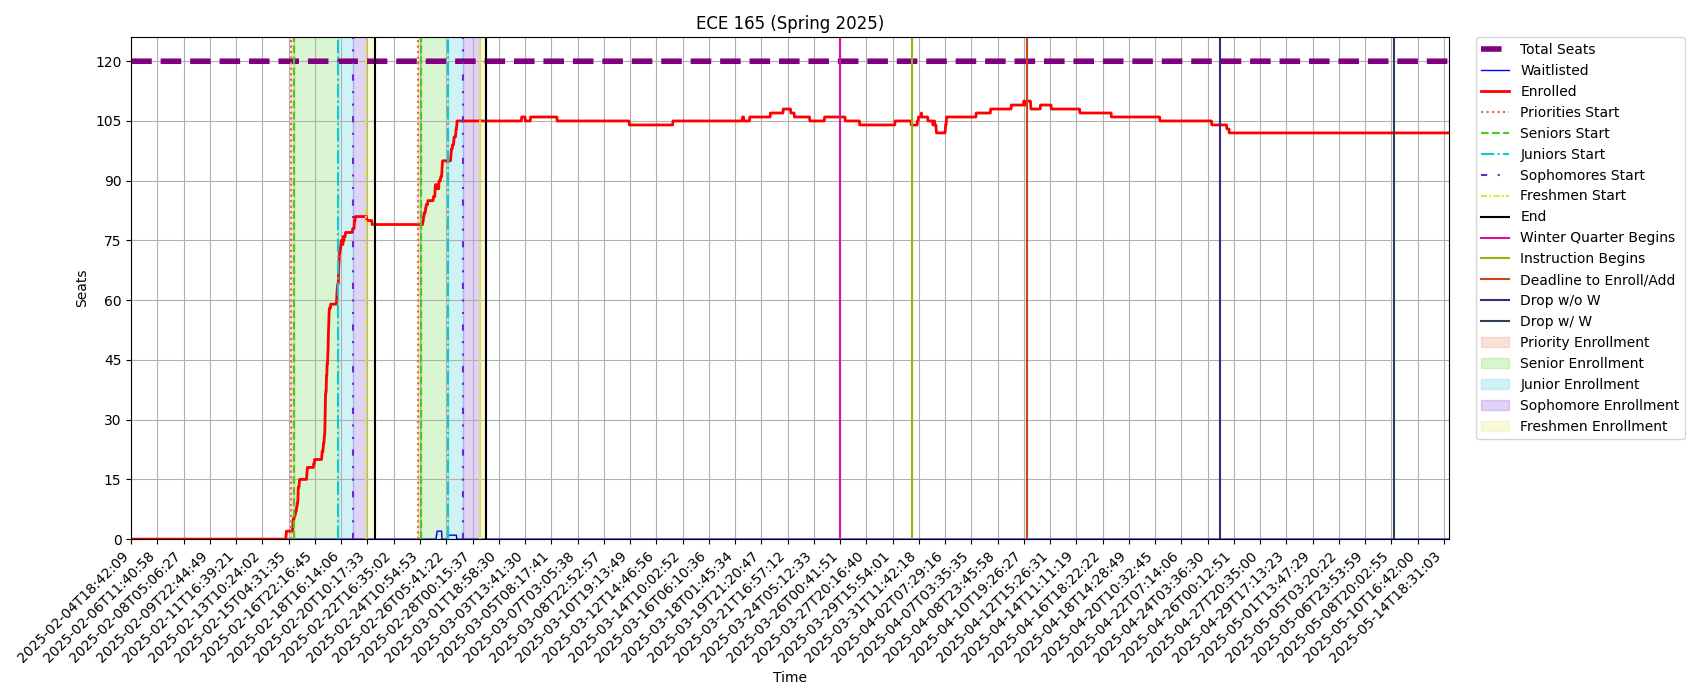 ECE 165 (Spring 2025)
Seats
120
105
90
75
60
45
30
15
0
2025-02-04T18:42:09
2025-02-06T11:40:58
2025-02-08T05:06:27
2025-02-09T22:44:49
2025-02-11T16:39:21
2025-02-13T10:24:02
2025-02-15T04:31:35
2025-02-16T22:16:45
2025-02-18T16:14:06
2025-02-20T10:17:33
2025-02-22T16:35:02
2025-02-24T10:54:53
2025-02-26T05:41:22
2025-02-28T00:15:37
2025-03-01T18:58:30
2025-03-03T13:41:30
2025-03-05T08:17:41
2025-03-07T03:05:38
2025-03-08T22:52:57
2025-03-10T19:13:49
2025-03-12T14:46:56
2025-03-14T10:02:52
2025-03-16T06:10:36
2025-03-18T01:45:34
2025-03-19T21:20:47
2025-03-21T16:57:12
2025-03-24T05:12:33
2025-03-26T00:41:51
2025-03-27T20:16:40
2025-03-29T15:54:01
2025-03-31T11:42:18
2025-04-02T07:29:16
2025-04-07T03:35:35
2025-04-08T23:45:58
2025-04-10T19:26:27
2025-04-12T15:26:31
2025-04-14T11:11:19
2025-04-16T18:22:22
2025-04-18T14:28:49
2025-04-20T10:32:45
2025-04-22T07:14:06
2025-04-24T03:36:30
2025-04-26T00:12:51
2025-04-27T20:35:00
2025-04-29T17:13:23
2025-05-01T13:47:29
2025-05-05T03:20:22
2025-05-06T23:53:59
2025-05-08T20:02:55
2025-05-10T16:42:00
2025-05-14T18:31:03
Time
Total Seats
Waitlisted
Enrolled
Priorities Start
Seniors Start
Juniors Start
Sophomores Start
Freshmen Start
End
Winter Quarter Begins
Instruction Begins
Deadline to Enroll/Add
Drop w/o W
Drop w/ W
Priority Enrollment
Senior Enrollment
Junior Enrollment
Sophomore Enrollment
Freshmen Enrollment